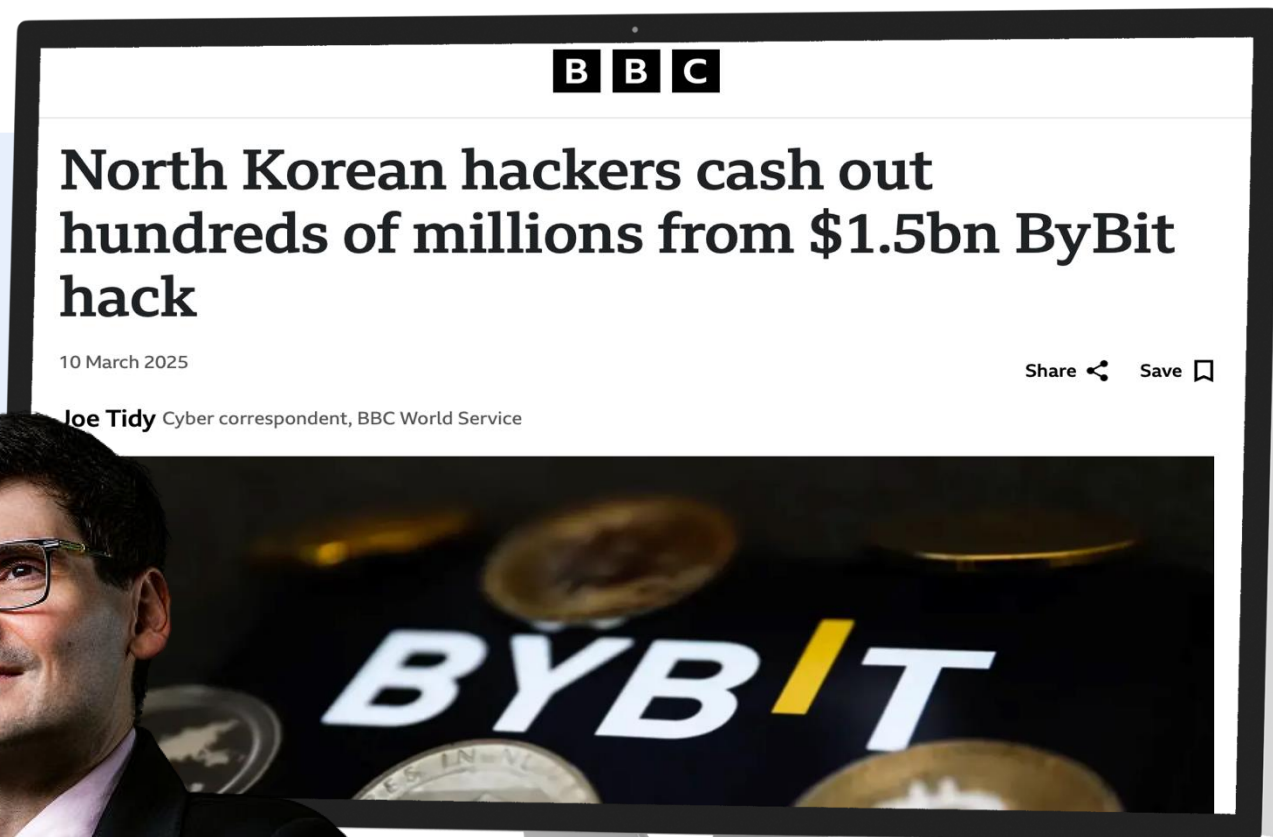 BBC
North Korean hackers cash out
hundreds of millions from $1.5bn ByBit
hack
10 March 2025
Share Save
Joe Tidy Cyber correspondent, BBC World Service
BYBIT